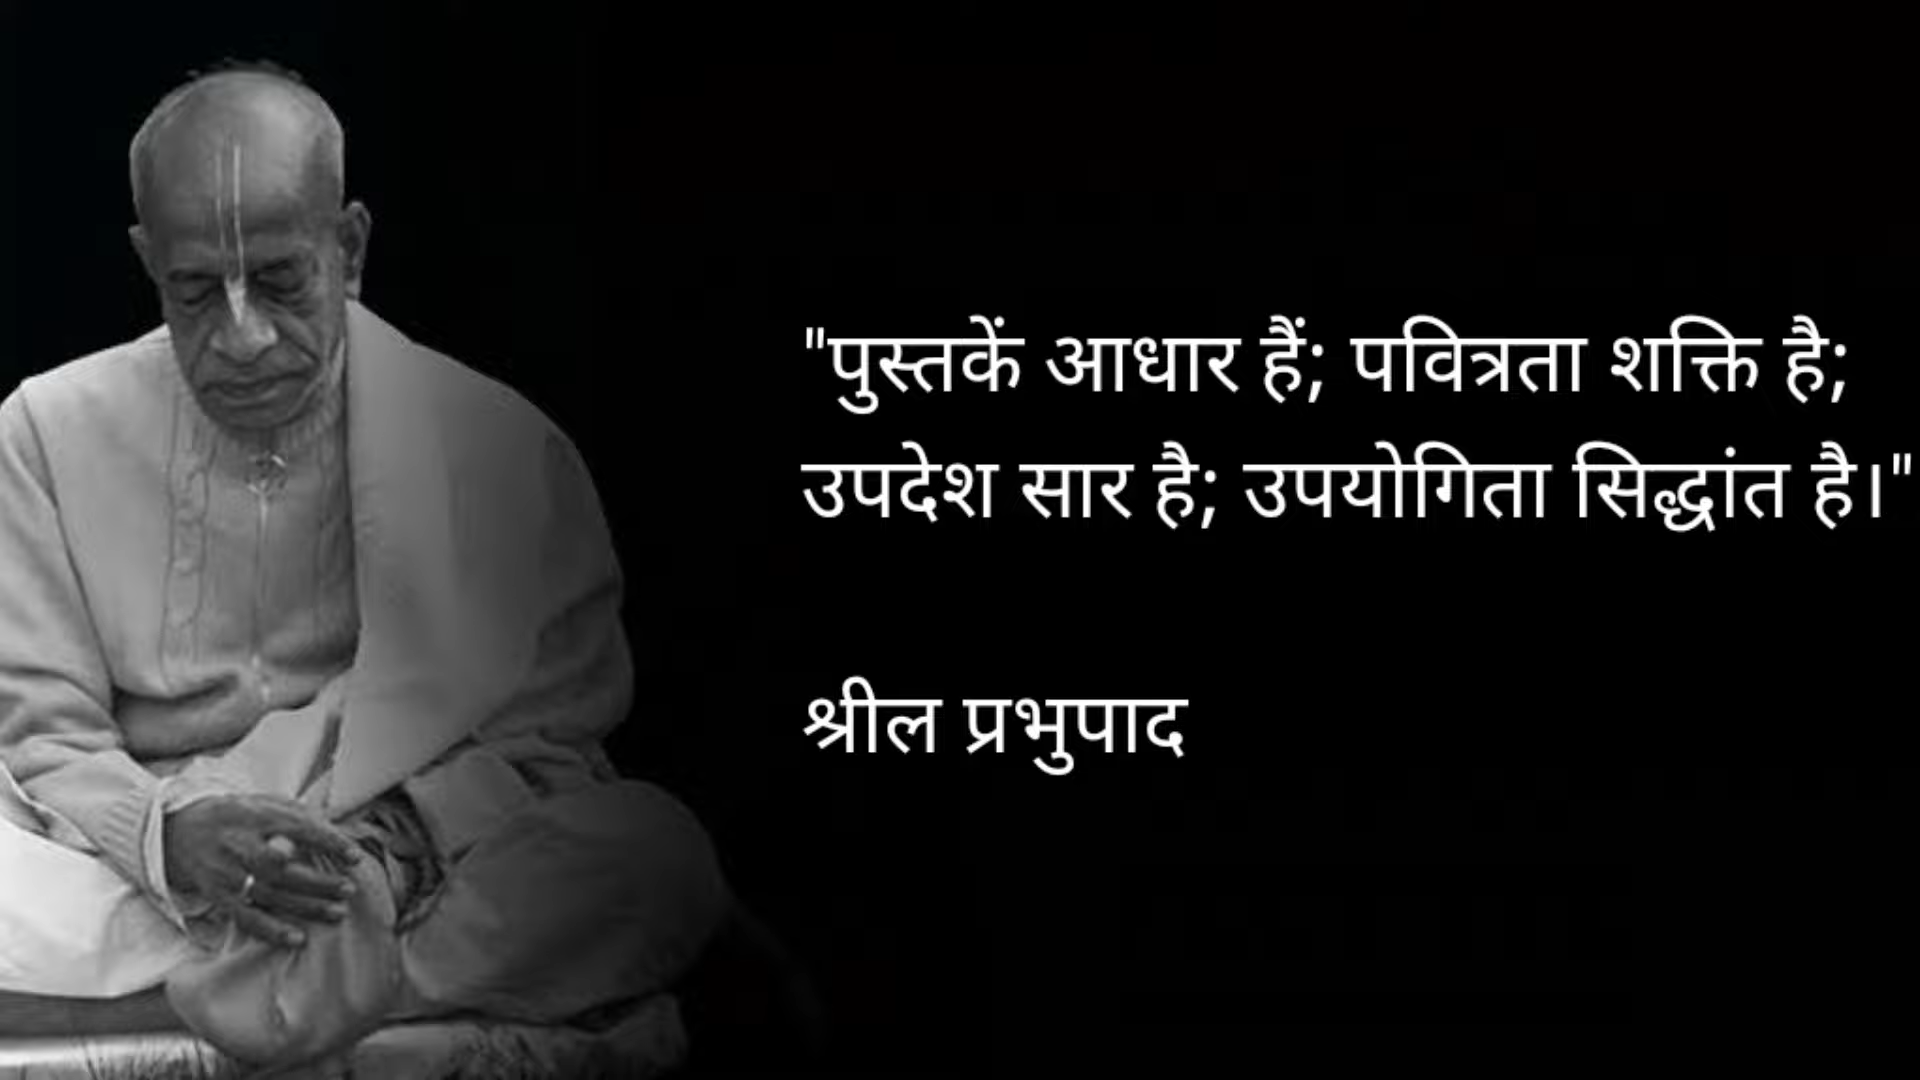 "पुस्तकें आधार हैं; पवित्रता शक्ति है;
उपदेश सार है; उपयोगिता सिद्धांत है।"
श्रील प्रभुपाद